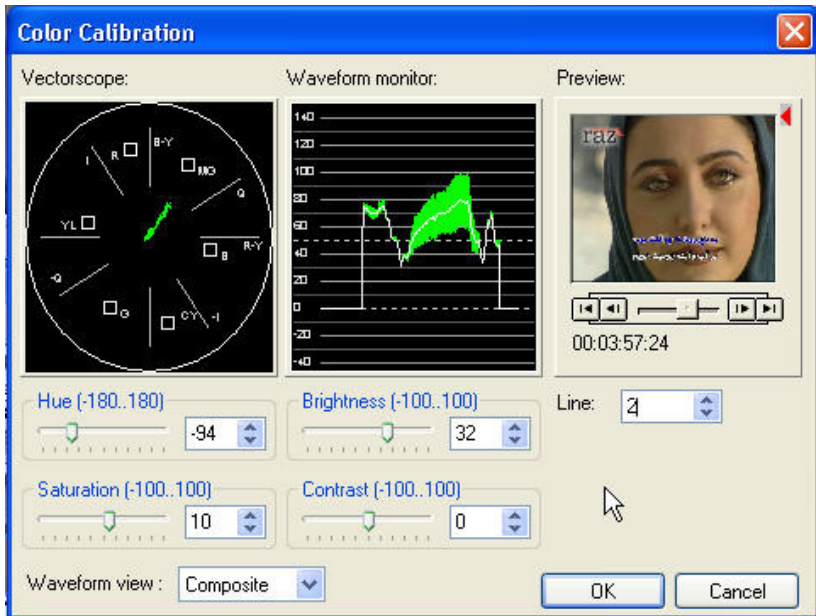 Color Calibration
Vectorscope:
Waveform monitor:
Preview:
B-Y
R
I
MG
Q
YL
B
R-Y
-Q
G
CY
-I
140
120
100
80
60
40
20
0
-20
-40
raz
00:03:57:24
Hue (-180..180)
-94
Brightness (-100..100)
32
Line:
2
Saturation (-100..100)
10
Contrast (-100..100)
0
Waveform view :
Composite
OK
Cancel